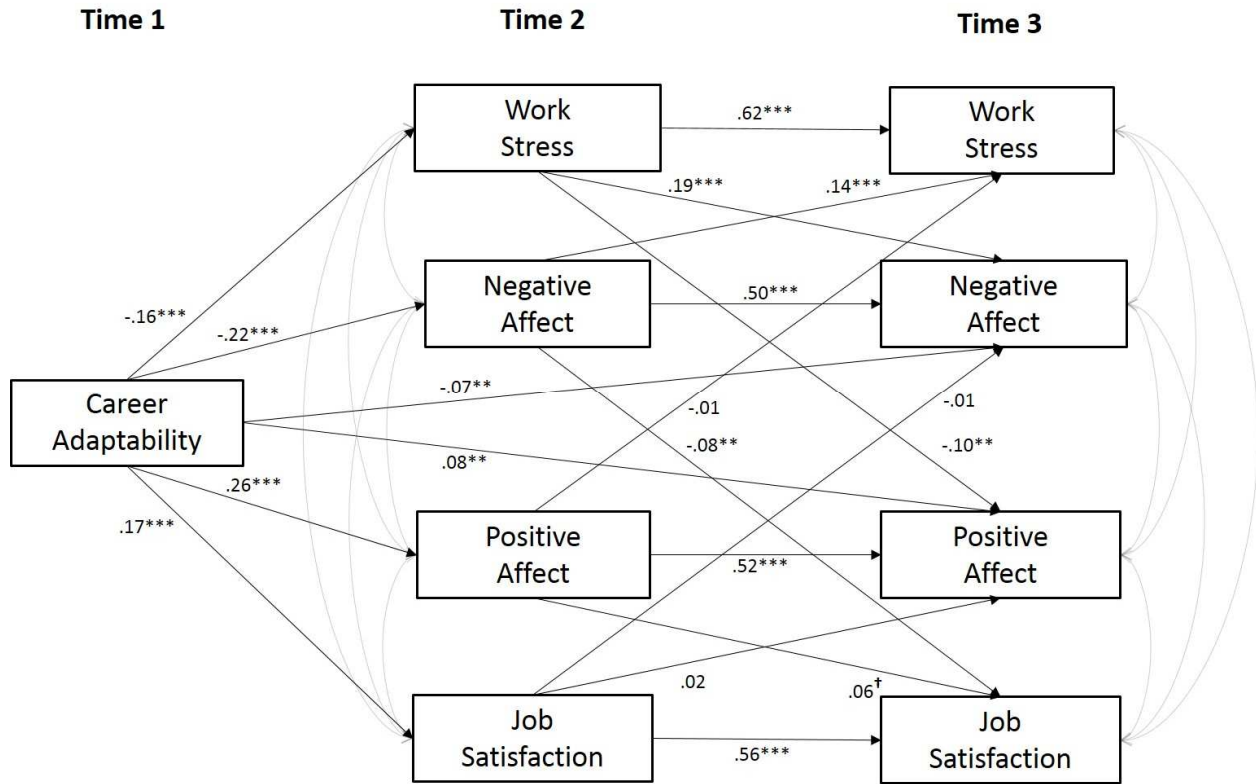 Time 1
Time 2
Time 3
Work
Stress
.62***
Work
Stress
.19***
.14***
Negative
Affect
.50***
Negative
Affect
-.16***
-.22***
-.07**
Career
Adaptability
-.01
-.01
-.08**
-.10**
.08**
.26***
.17***
Positive
Affect
.52***
Positive
Affect
.02
.06†
Job
Satisfaction
.56***
Job
Satisfaction